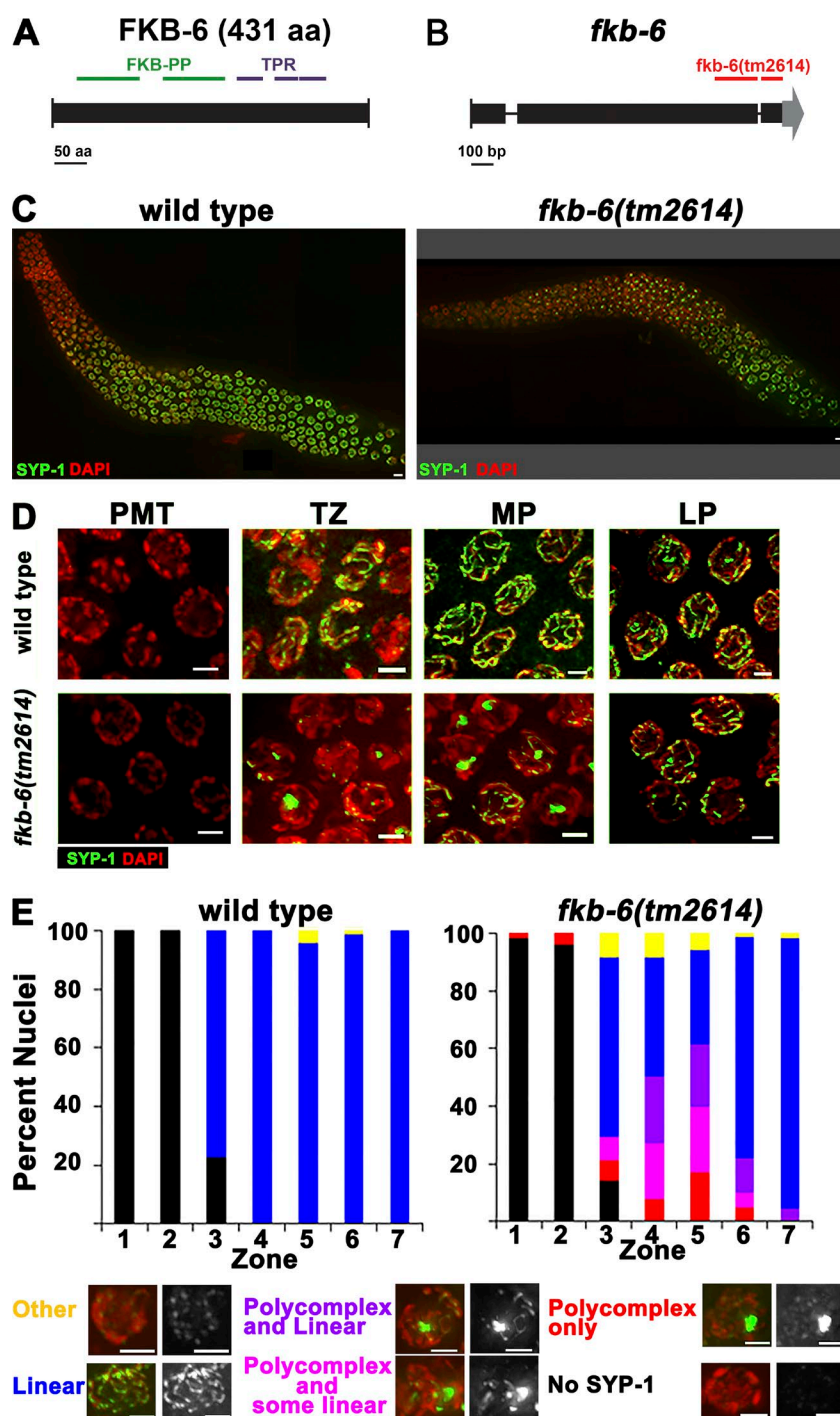 A FKB-6 (431 aa)
FKB-PP TPR
50 aa
B fkb-6
fkb-6(tm2614)
100 bp
C wild type fkb-6(tm2614)
SYP-1 DAPI SYP-1 DAPI
D PMT TZ MP LP
wild type
fkb-6(tm2614)
SYP-1 DAPI
E wild type fkb-6(tm2614)
Percent Nuclei
100
80
60
40
20
1 2 3 4 5 6 7
Zone
100
80
60
40
20
1 2 3 4 5 6 7
Zone
Other
Linear
Polycomplex
and Linear
Polycomplex
and
some linear
Polycomplex
only
No SYP-1